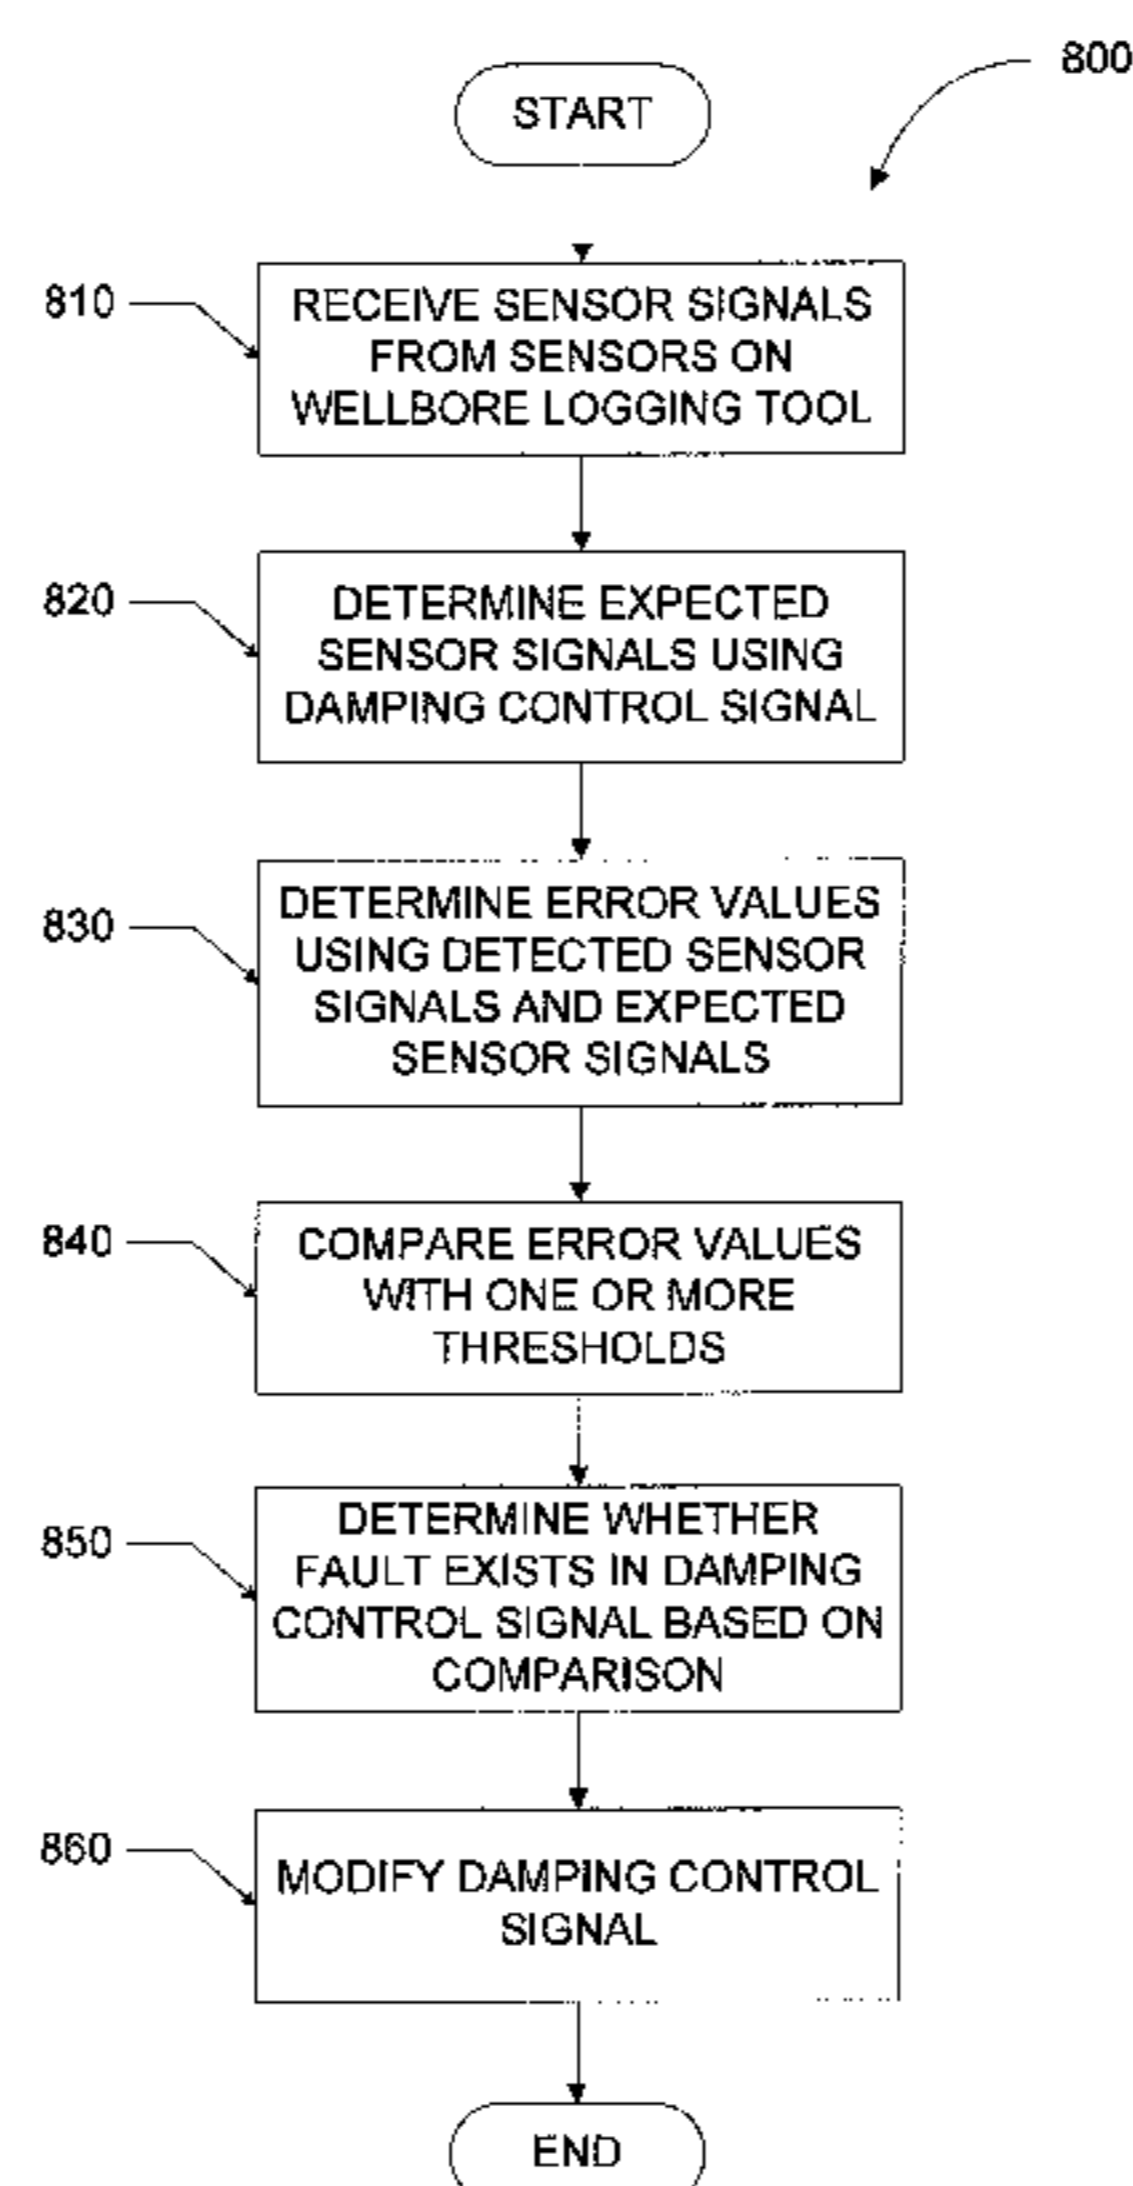 800
START
810
RECEIVE SENSOR SIGNALS
FROM SENSORS ON
WELLBORE LOGGING TOOL
820
DETERMINE EXPECTED
SENSOR SIGNALS USING
DAMPING CONTROL SIGNAL
830
DETERMINE ERROR VALUES
USING DETECTED SENSOR
SIGNALS AND EXPECTED
SENSOR SIGNALS
840
COMPARE ERROR VALUES
WITH ONE OR MORE
THRESHOLDS
850
DETERMINE WHETHER
FAULT EXISTS IN DAMPING
CONTROL SIGNAL BASED ON
COMPARISON
860
MODIFY DAMPING CONTROL
SIGNAL
END